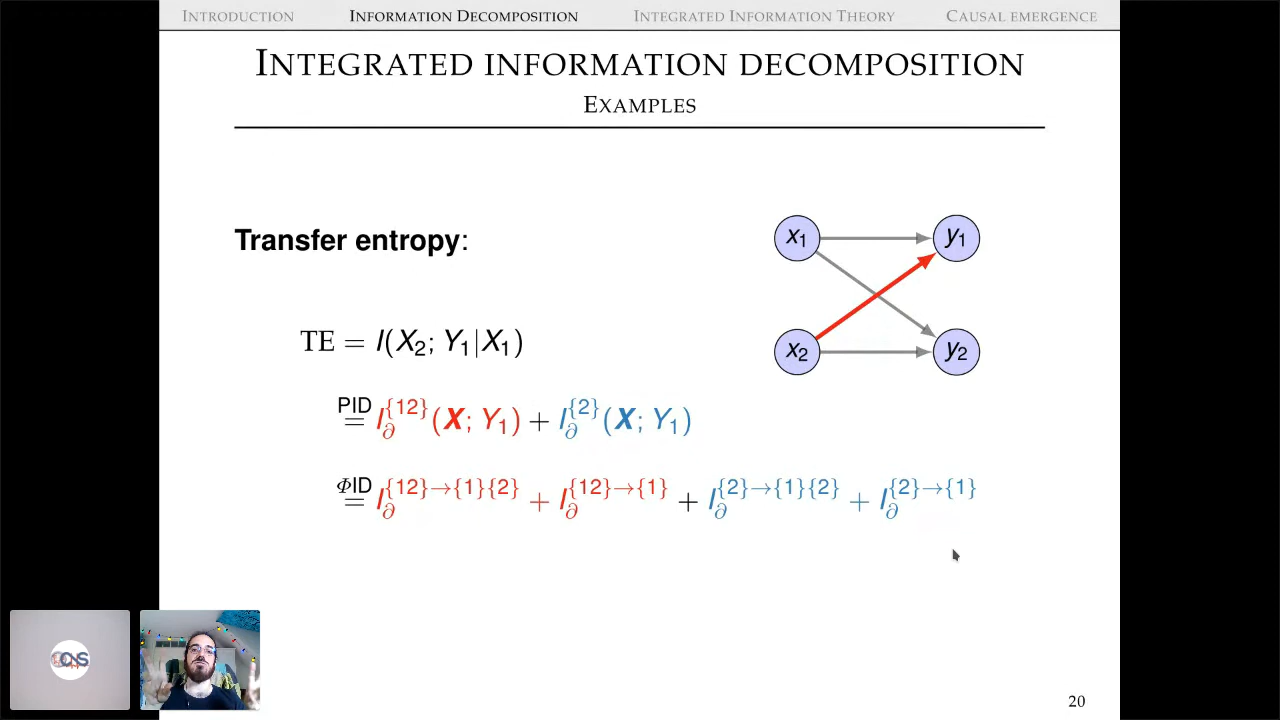 INTRODUCTION INFORMATION DECOMPOSITION INTEGRATED INFORMATION THEORY CAUSAL EMERGENCE
INTEGRATED INFORMATION DECOMPOSITION
EXAMPLES
Transfer entropy:
x₁ y₁
x₂ y₂
TE = I(X₂; Y₁|X₁)
PID = I∂^{12}(X; Y₁) + I∂^{2}(X; Y₁)
ΦID = I∂^{12}→{1}{2} + I∂^{12}→{1} + I∂^{2}→{1}{2} + I∂^{2}→{1}
20